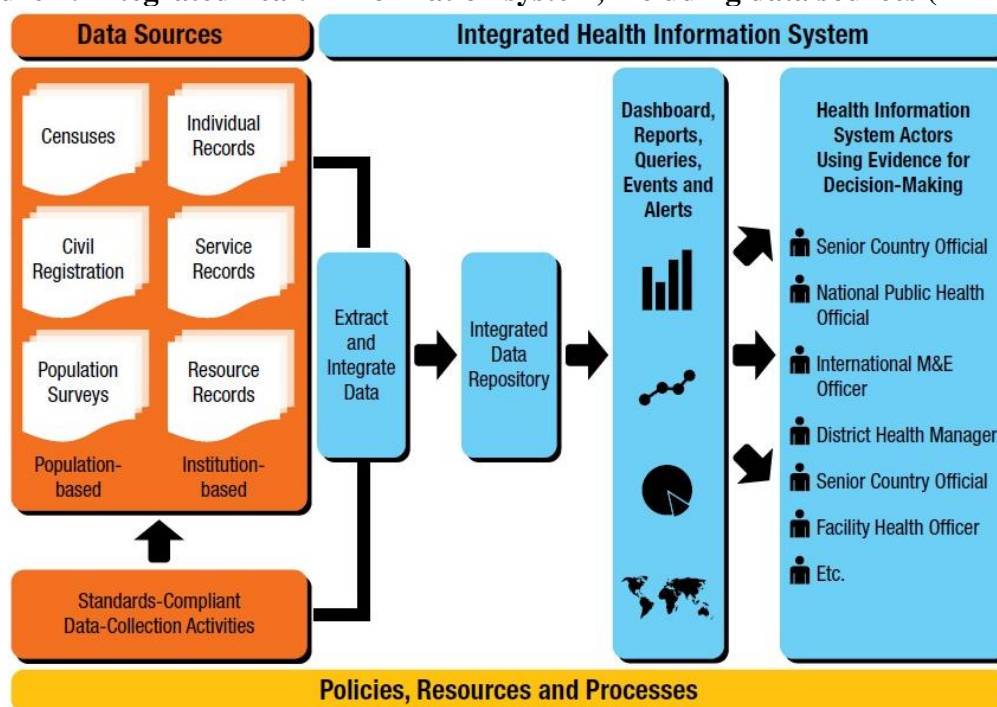 Data Sources
Integrated Health Information System
Censuses
Individual
Records
Civil
Registration
Service
Records
Population
Surveys
Resource
Records
Population-
based
Institution-
based
Standards-Compliant
Data-Collection Activities
Extract
and
Integrate
Data
Integrated
Data
Repository
Dashboard,
Reports,
Queries,
Events and
Alerts
Health Information
System Actors
Using Evidence for
Decision-Making
Senior Country Official
National Public Health
Official
International M&E
Officer
District Health Manager
Senior Country Official
Facility Health Officer
Etc.
Policies, Resources and Processes